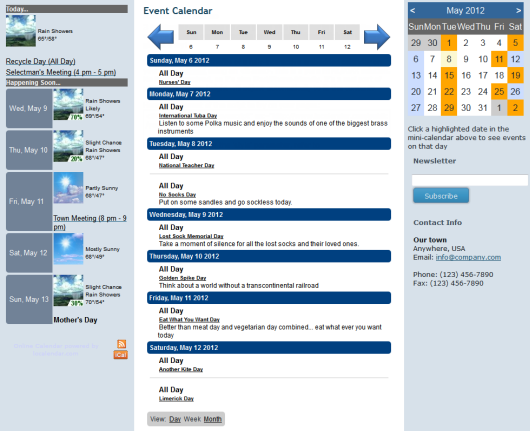 Today...
Rain Showers
65°/58°
Recycle Day (All Day)
Selectman's Meeting (4 pm - 5 pm)
Happening Soon...
Wed, May 9
Rain Showers
Likely
69°/54°
70%
Thu, May 10
Slight Chance
Rain Showers
68°/47°
20%
Fri, May 11
Partly Sunny
68°/47°
Town Meeting (8 pm - 9
pm)
Sat, May 12
Mostly Sunny
68°/49°
Sun, May 13
Slight Chance
Rain Showers
70°/54°
30%
Mother's Day
iCal
Event Calendar
Sun Mon Tue Wed Thu Fri Sat
6 7 8 9 10 11 12
Sunday, May 6 2012
All Day
Nurses' Day
Monday, May 7 2012
All Day
International Tuba Day
Listen to some Polka music and enjoy the sounds of one of the biggest brass
instruments
Tuesday, May 8 2012
All Day
National Teacher Day
All Day
No Socks Day
Put on some sandles and go sockless today.
Wednesday, May 9 2012
All Day
Lost Sock Memorial Day
Take a moment of silence for all the lost socks and their loved ones.
Thursday, May 10 2012
All Day
Golden Spike Day
Think about a world without a transcontinental railroad
Friday, May 11 2012
All Day
Eat What You Want Day
Better than meat day and vegetarian day combined... eat what ever you want
today
Saturday, May 12 2012
All Day
Another Kite Day
All Day
Limerick Day
View: Day Week Month
< May 2012 >
Sun Mon Tue Wed Thu Fri Sat
29 30 1 2 3 4 5
6 7 8 9 10 11 12
13 14 15 16 17 18 19
20 21 22 23 24 25 26
27 28 29 30 31 1 2
Click a highlighted date in the
mini-calendar above to see events
on that day
Newsletter
Subscribe
Contact Info
Our town
Anywhere, USA
Email: info@company.com
Phone: (123) 456-7890
Fax: (123) 456-7890